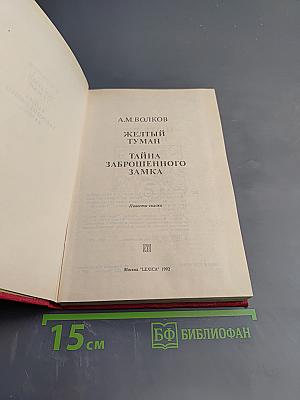 А.М.ВОЛКОВ
ЖЕЛТЫЙ
ТУМАН
ТАЙНА
ЗАБРОШЕННОГО
ЗАМКА
Повести-сказки
Москва "LEXICA" 1992
15 см
БФ БИБЛИОФАН